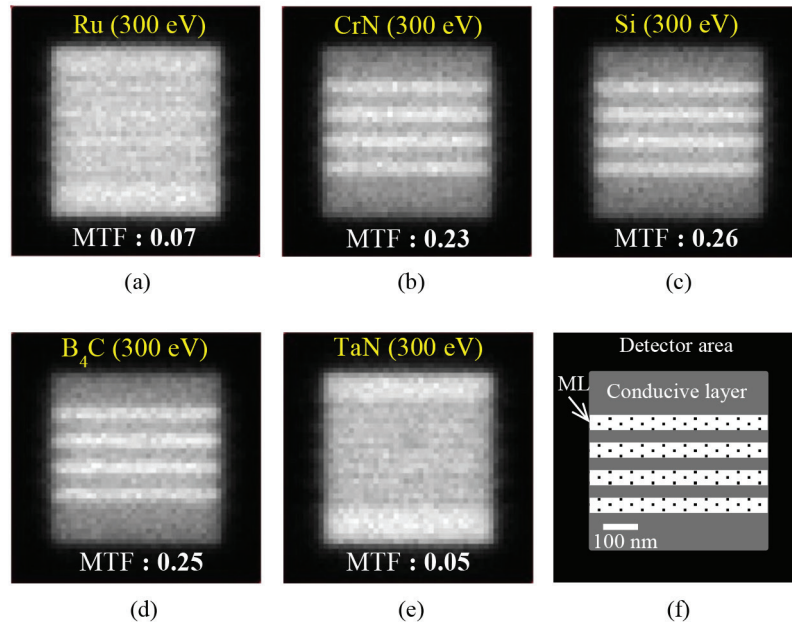 Ru (300 eV)
MTF : 0.07
(a)
CrN (300 eV)
MTF : 0.23
(b)
Si (300 eV)
MTF : 0.26
(c)
B₄C (300 eV)
MTF : 0.25
(d)
TaN (300 eV)
MTF : 0.05
(e)
Detector area
ML
Conducive layer
100 nm
(f)